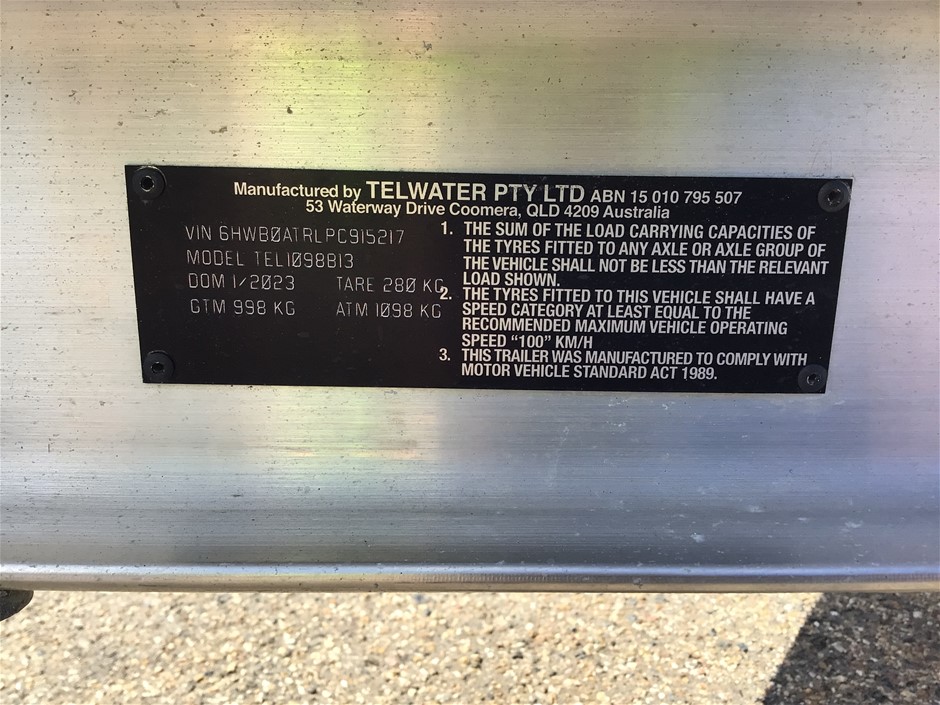 Manufactured by TELWATER PTY LTD ABN 15 010 795 507
53 Waterway Drive Coomera, QLD 4209 Australia
VIN 6HWB0ATRLPC915217
MODEL TEL1098B13
DOM 1/2023 TARE 280 KG
GTM 998 KG ATM 1098 KG
1. THE SUM OF THE LOAD CARRYING CAPACITIES OF
THE TYRES FITTED TO ANY AXLE OR AXLE GROUP OF
THE VEHICLE SHALL NOT BE LESS THAN THE RELEVANT
LOAD SHOWN.
2. THE TYRES FITTED TO THIS VEHICLE SHALL HAVE A
SPEED CATEGORY AT LEAST EQUAL TO THE
RECOMMENDED MAXIMUM VEHICLE OPERATING
SPEED “100” KM/H
3. THIS TRAILER WAS MANUFACTURED TO COMPLY WITH
MOTOR VEHICLE STANDARD ACT 1989.